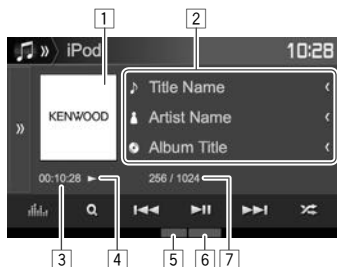 1 2
» iPod 10:28
KENWOOD
Title Name
Artist Name
Album Title
»
00:10:28 256 / 1024
3 4 5 6 7